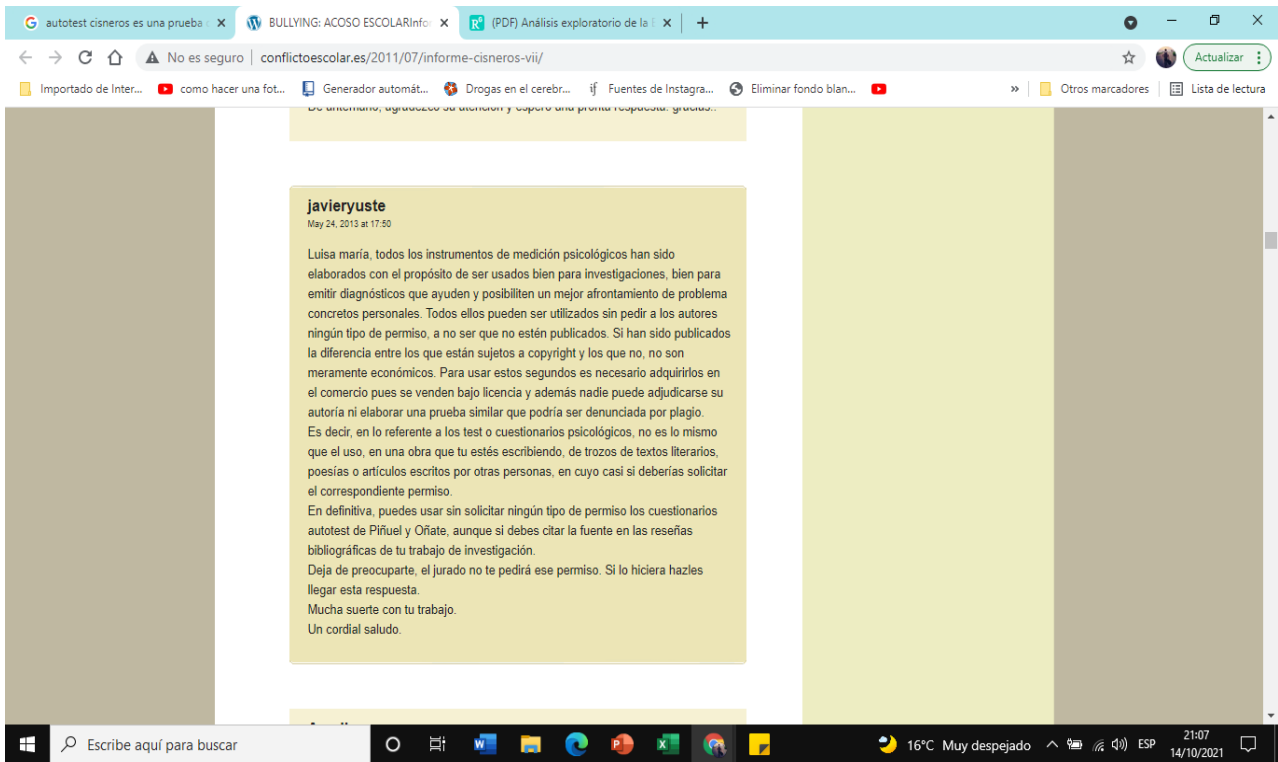 autotest cisneros es una prueba
BULLYING: ACOSO ESCOLARInfo
(PDF) Análisis exploratorio de la
No es seguro | conflictoescolar.es/2011/07/informe-cisneros-vii/
Actualizar
Importado de Inter... como hacer una fot... Generador automát... Drogas en el cerebr... Fuentes de Instagra... Eliminar fondo blan... » Otros marcadores Lista de lectura
De antemano, agradezco su atención y espero una pronta respuesta. gracias..
javieryuste
May 24, 2013 at 17:50
Luisa maría, todos los instrumentos de medición psicológicos han sido
elaborados con el propósito de ser usados bien para investigaciones, bien para
emitir diagnósticos que ayuden y posibiliten un mejor afrontamiento de problema
concretos personales. Todos ellos pueden ser utilizados sin pedir a los autores
ningún tipo de permiso, a no ser que no estén publicados. Si han sido publicados
la diferencia entre los que están sujetos a copyright y los que no, no son
meramente económicos. Para usar estos segundos es necesario adquirirlos en
el comercio pues se venden bajo licencia y además nadie puede adjudicarse su
autoría ni elaborar una prueba similar que podría ser denunciada por plagio.
Es decir, en lo referente a los test o cuestionarios psicológicos, no es lo mismo
que el uso, en una obra que tu estés escribiendo, de trozos de textos literarios,
poesías o artículos escritos por otras personas, en cuyo casi si deberías solicitar
el correspondiente permiso.
En definitiva, puedes usar sin solicitar ningún tipo de permiso los cuestionarios
autotest de Piñuel y Oñate, aunque si debes citar la fuente en las reseñas
bibliográficas de tu trabajo de investigación.
Deja de preocuparte, el jurado no te pedirá ese permiso. Si lo hiciera hazles
llegar esta respuesta.
Mucha suerte con tu trabajo.
Un cordial saludo.
Escribe aquí para buscar
16°C Muy despejado
ESP
21:07
14/10/2021